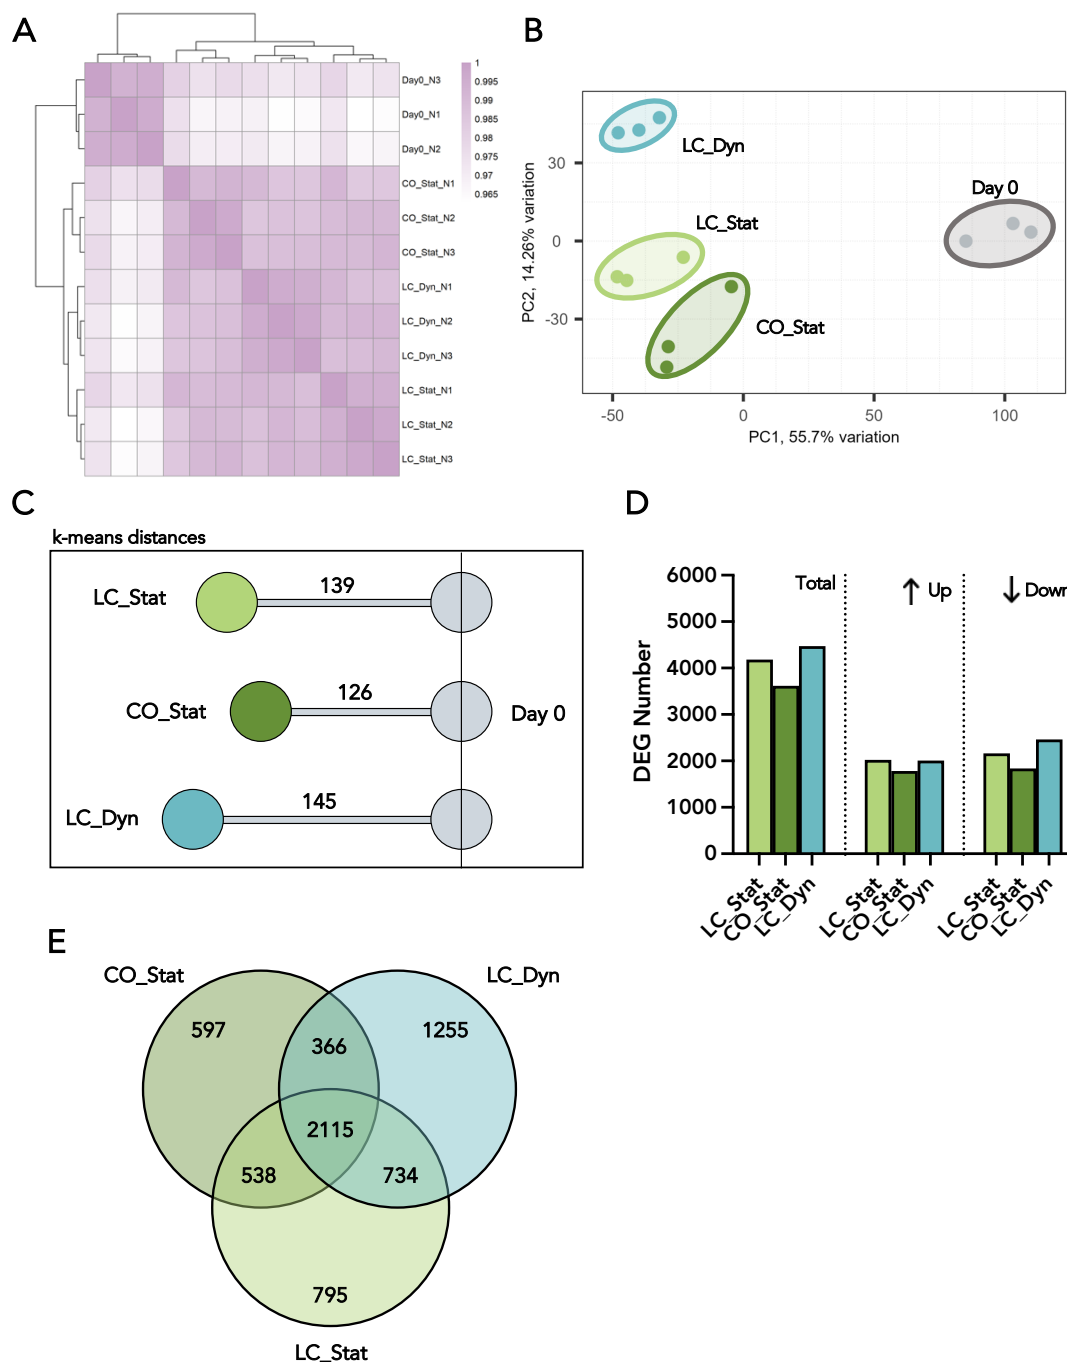 A
1
0.995
0.99
0.985
0.98
0.975
0.97
0.965
Day0_N3
Day0_N1
Day0_N2
CO_Stat_N1
CO_Stat_N2
CO_Stat_N3
LC_Dyn_N1
LC_Dyn_N2
LC_Dyn_N3
LC_Stat_N1
LC_Stat_N2
LC_Stat_N3
B
PC2, 14.26% variation
30
0
-30
LC_Dyn
Day 0
LC_Stat
CO_Stat
-50
0
50
100
PC1, 55.7% variation
C
k-means distances
LC_Stat
139
CO_Stat
126
Day 0
LC_Dyn
145
D
DEG Number
6000
5000
4000
3000
2000
1000
0
Total
↑ Up
↓ Down
LC_Stat
CO_Stat
LC_Dyn
LC_Stat
CO_Stat
LC_Dyn
LC_Stat
CO_Stat
LC_Dyn
E
CO_Stat
LC_Dyn
597
366
1255
2115
538
734
795
LC_Stat